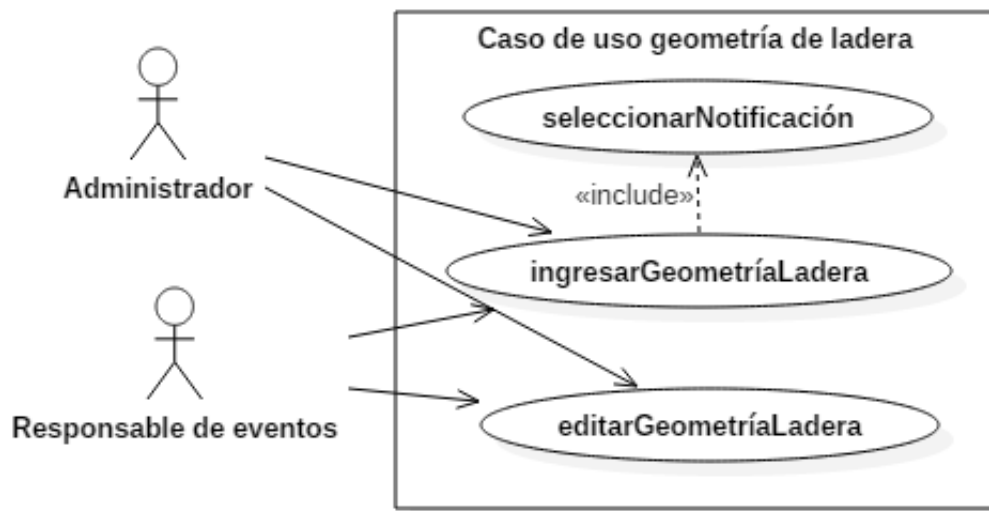 Caso de uso geometría de ladera
seleccionarNotificación
Administrador
«include»
ingresarGeometríaLadera
Responsable de eventos
editarGeometríaLadera